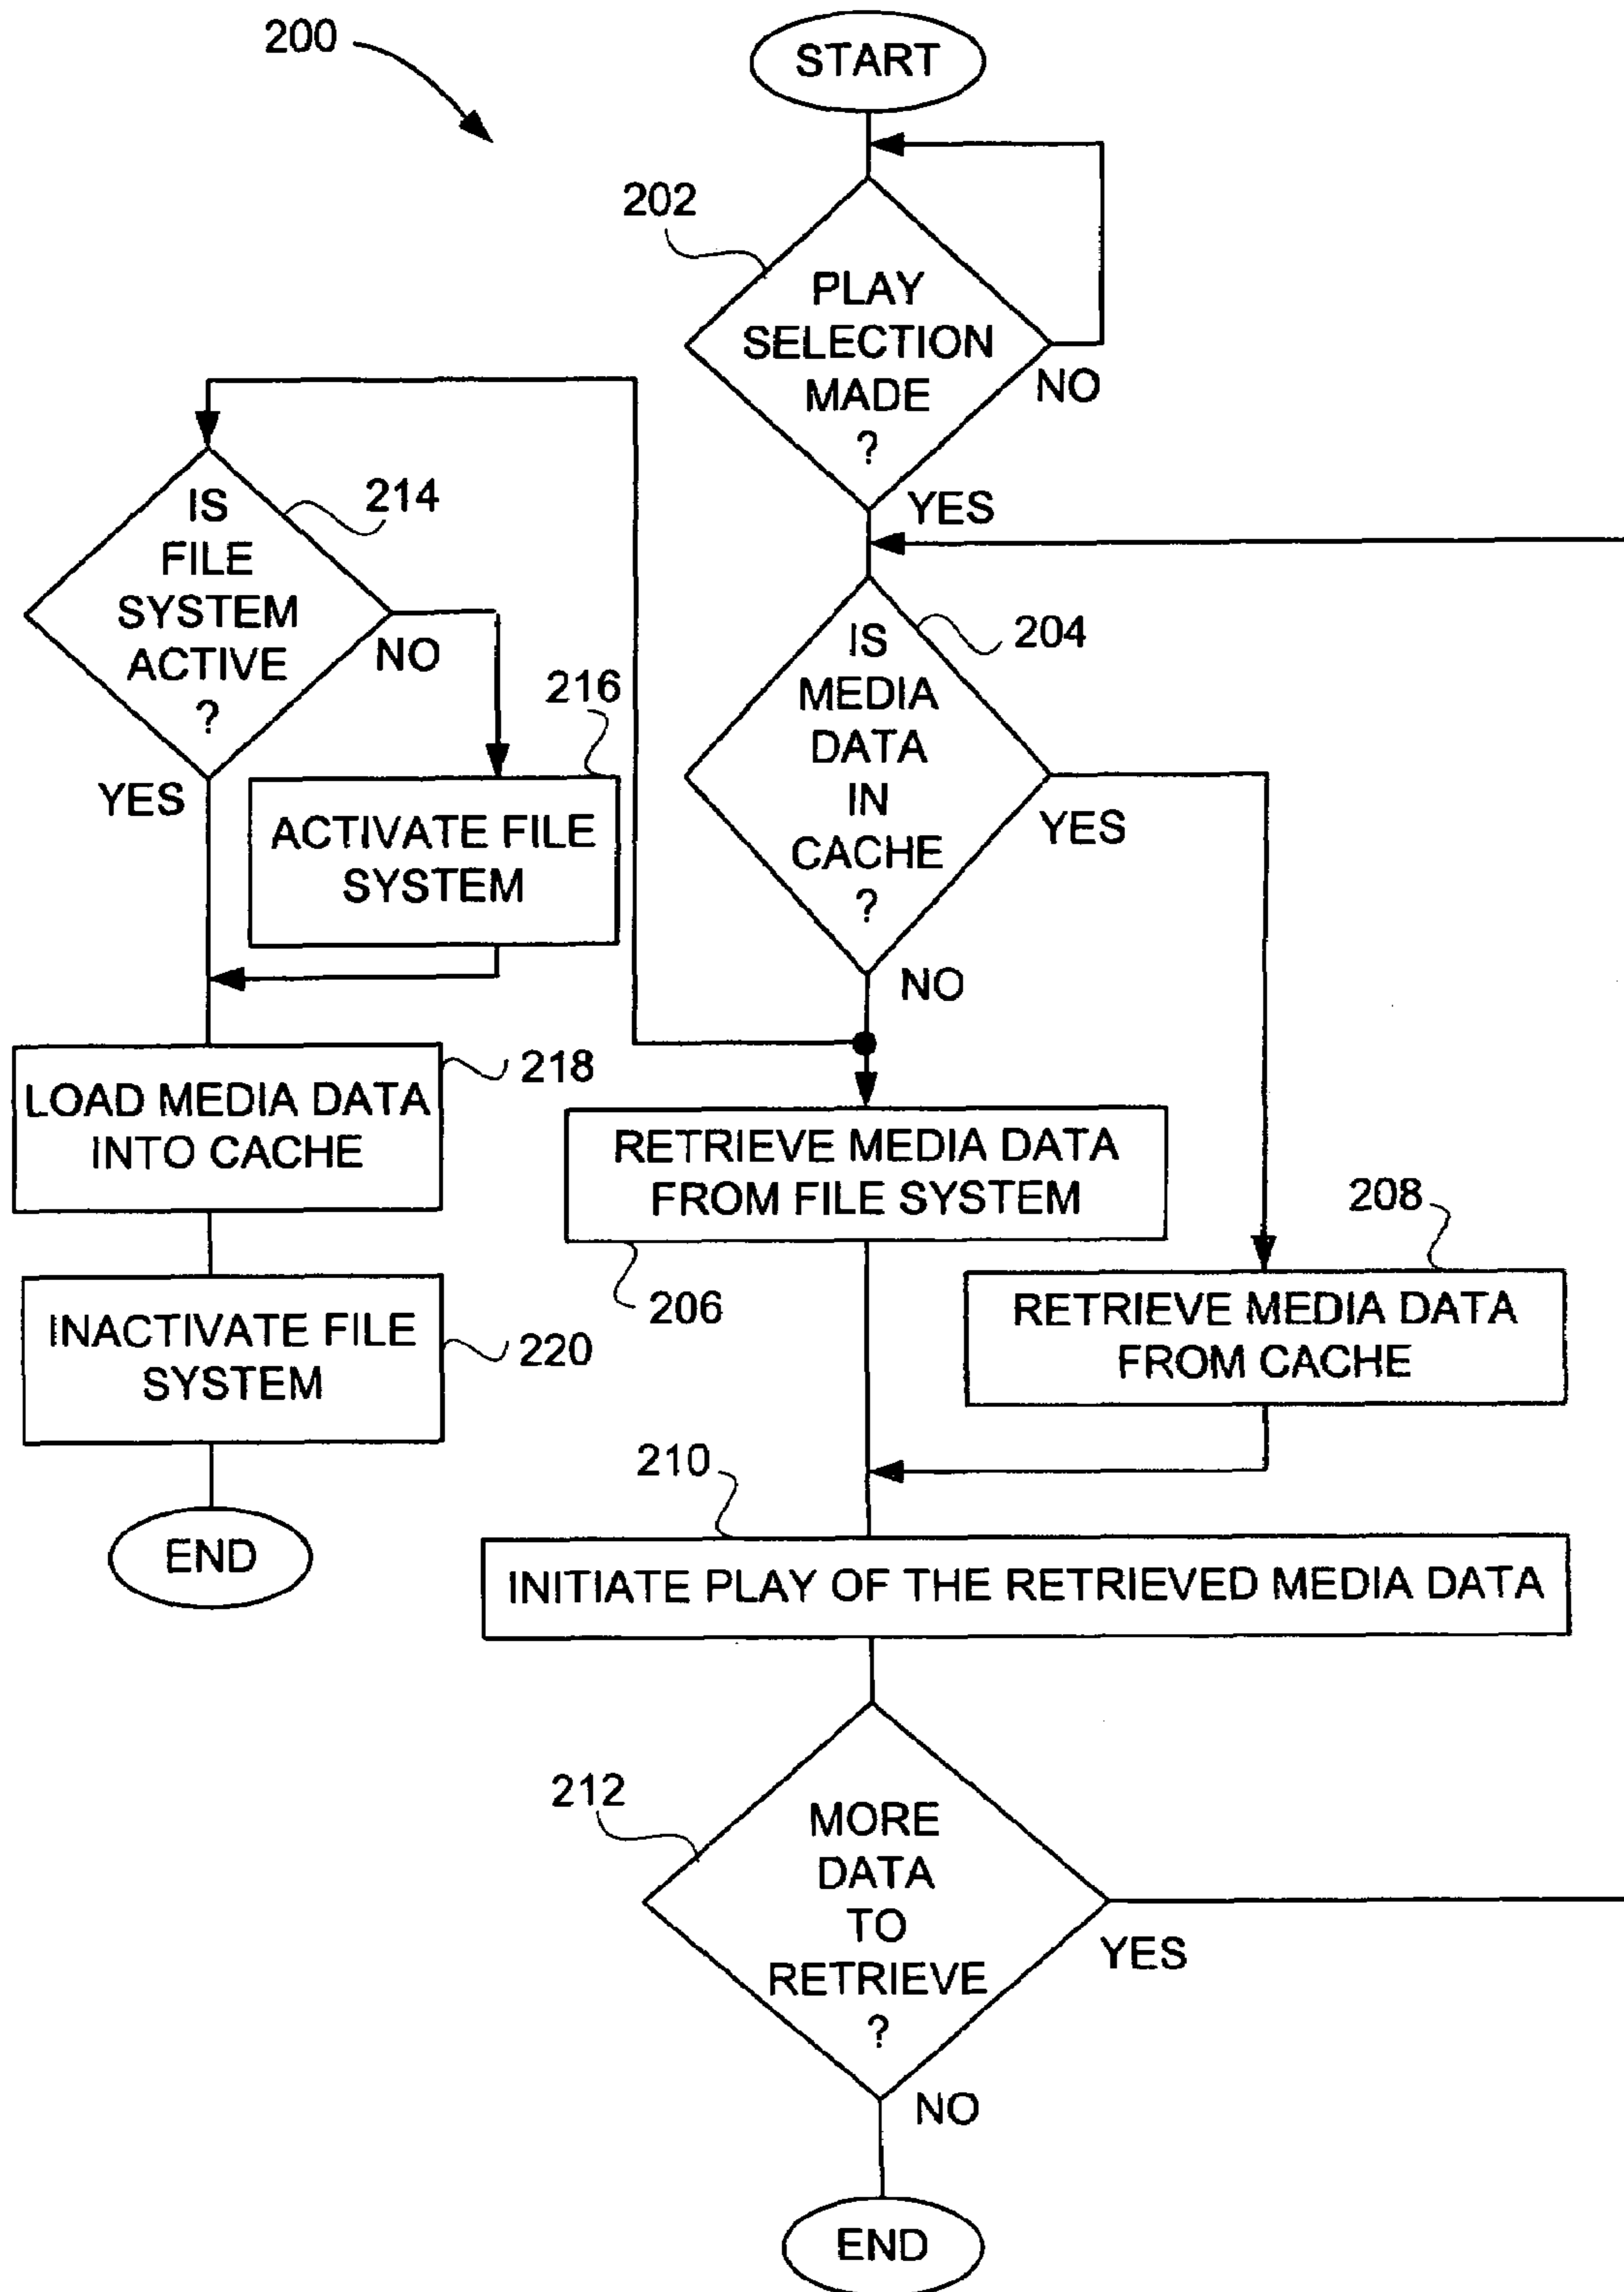 200
START
202
PLAY
SELECTION
MADE
?
NO
YES
IS
FILE
SYSTEM
ACTIVE
?
214
NO
YES
216
ACTIVATE FILE
SYSTEM
IS
MEDIA
DATA
IN
CACHE
?
204
YES
NO
LOAD MEDIA DATA
INTO CACHE
218
RETRIEVE MEDIA DATA
FROM FILE SYSTEM
206
208
RETRIEVE MEDIA DATA
FROM CACHE
INACTIVATE FILE
SYSTEM
220
END
210
INITIATE PLAY OF THE RETRIEVED MEDIA DATA
212
MORE
DATA
TO
RETRIEVE
?
YES
NO
END